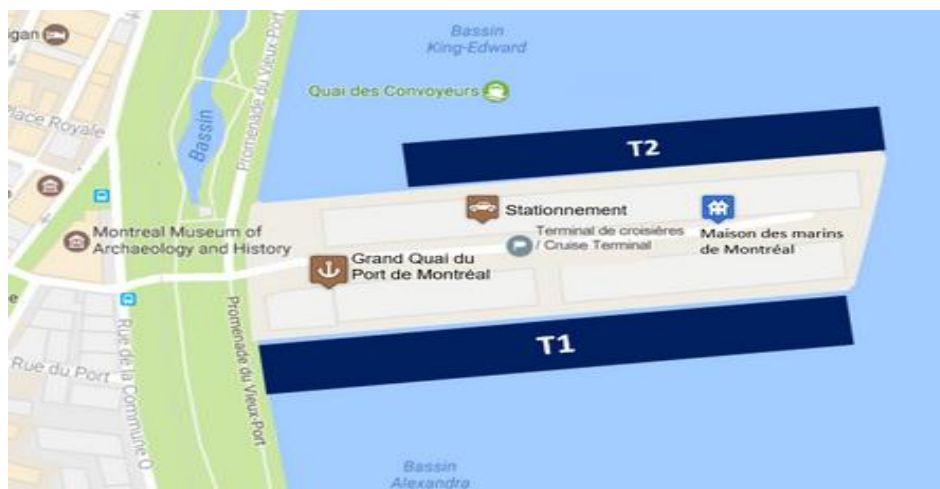 Bassin
King-Edward
igan
Quai des Convoyeurs
Place Royale
Bassin
Promenade du Vieux-Port
T2
Stationnement
Terminal de croisières
/ Cruise Terminal
Maison des marins
de Montréal
Montreal Museum of
Archaeology and History
Grand Quai du
Port de Montréal
e
Promenade du Vieux-Port
T1
Rue de la Commune O
Rue du Port
Bassin
Alexandra